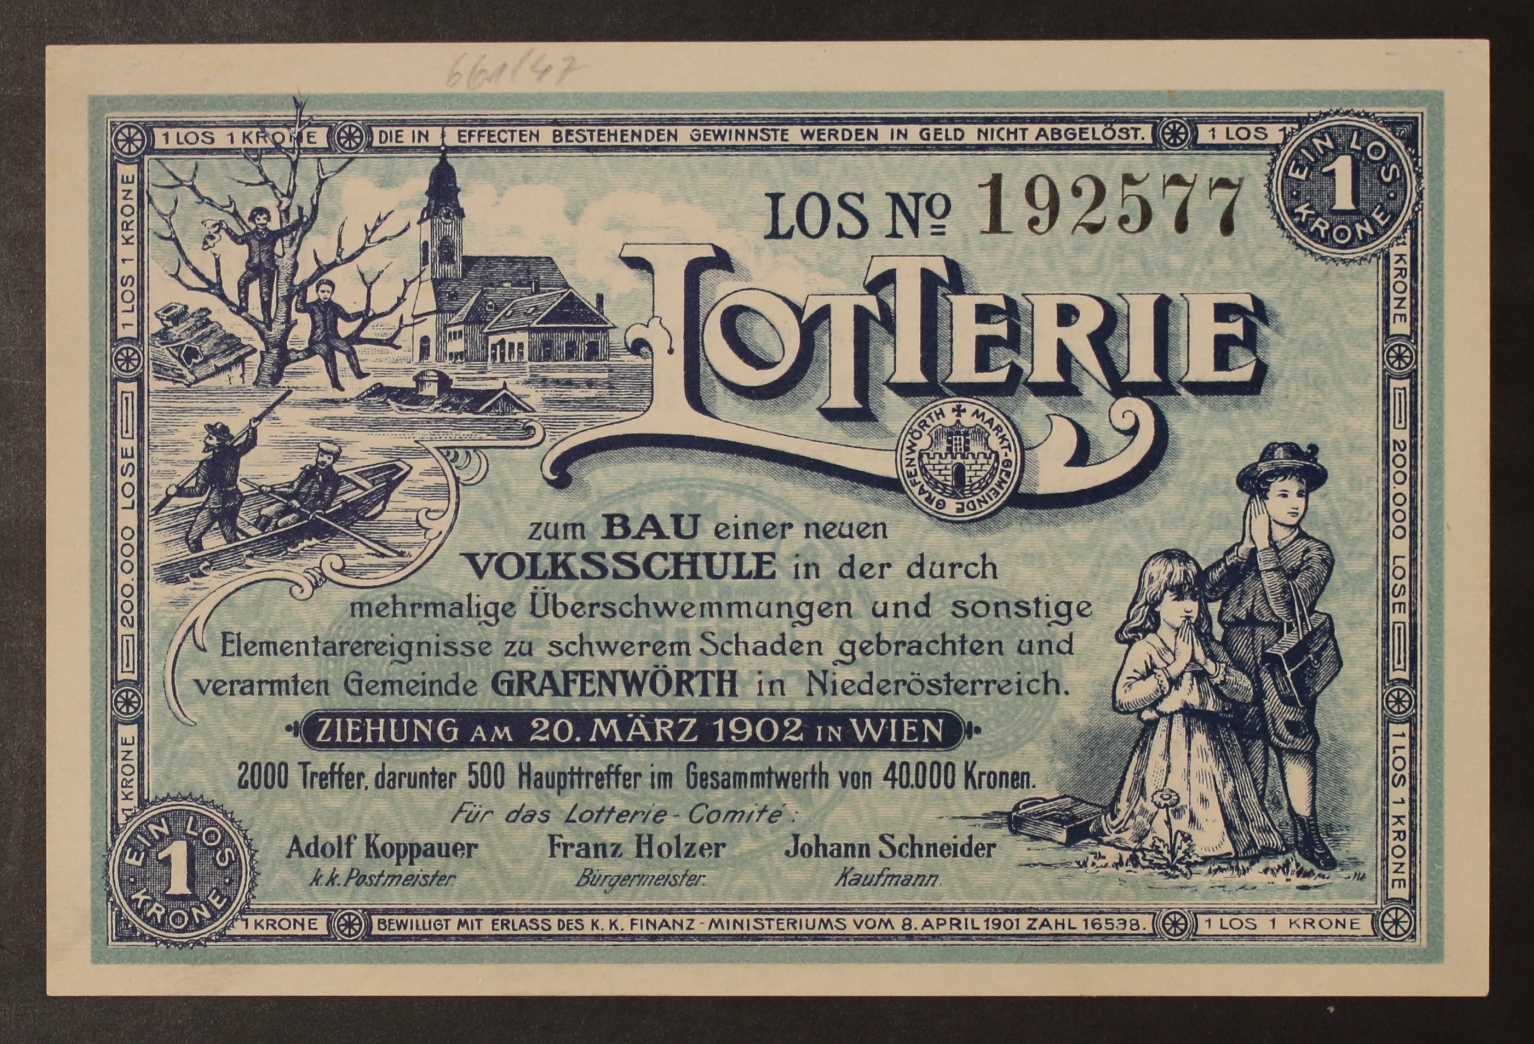 661/47
1 LOS 1 KRONE
DIE IN EFFECTEN BESTEHENDEN GEWINNSTE WERDEN IN GELD NICHT ABGELÖST.
1 LOS 1
EIN LOS
1
KRONE
LOS No 192577
LOTTERIE
GRAFENWÖRTH MARKT-GEMEINDE
zum BAU einer neuen
VOLKSSCHULE in der durch
mehrmalige Überschwemmungen und sonstige
Elementarereignisse zu schwerem Schaden gebrachten und
verarmten Gemeinde GRAFENWÖRTH in Niederösterreich.
ZIEHUNG AM 20. MÄRZ 1902 IN WIEN
2000 Treffer, darunter 500 Haupttreffer im Gesammtwerth von 40.000 Kronen.
Für das Lotterie-Comité:
Adolf Koppauer Franz Holzer Johann Schneider
k.k. Postmeister Bürgermeister. Kaufmann.
EIN LOS
1
KRONE
1 KRONE
BEWILLIGT MIT ERLASS DES K. K. FINANZ-MINISTERIUMS VOM 8. APRIL 1901 ZAHL 16538.
1 LOS 1 KRONE
1 LOS 1 KRONE
200.000 LOSE
1 KRONE
KRONE
200.000 LOSE
1 LOS 1 KRONE